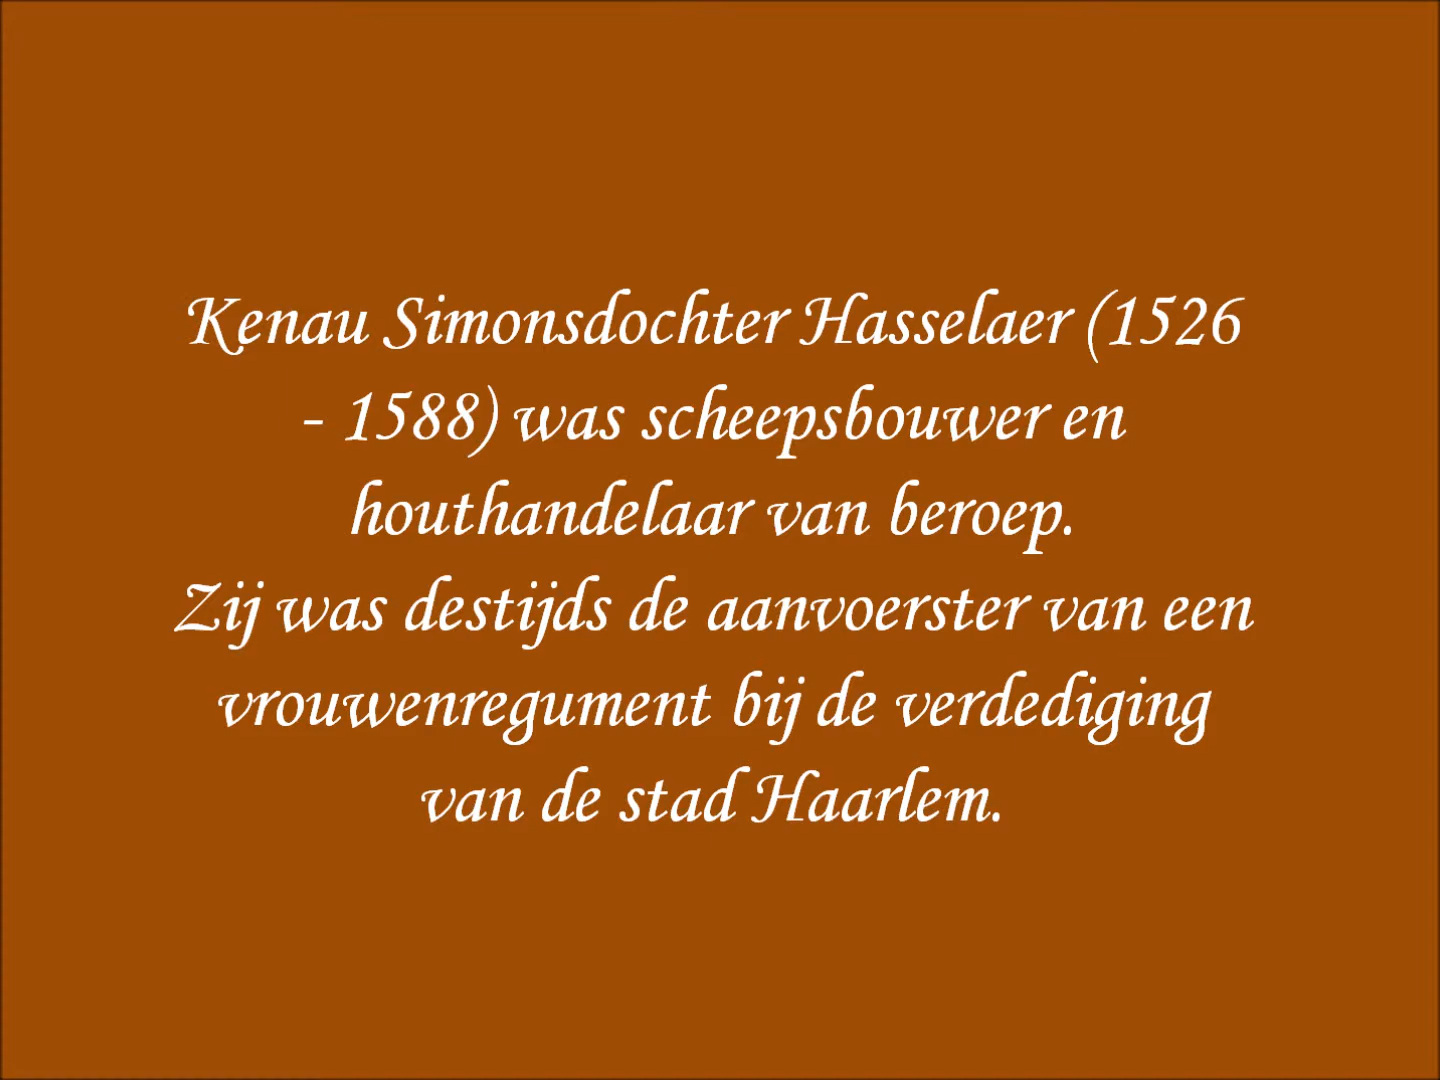 Kenau Simonsdochter Hasselaer (1526
- 1588) was scheepsbouwer en
houthandelaar van beroep.
Zij was destijds de aanvoerster van een
vrouwenregument bij de verdediging
van de stad Haarlem.